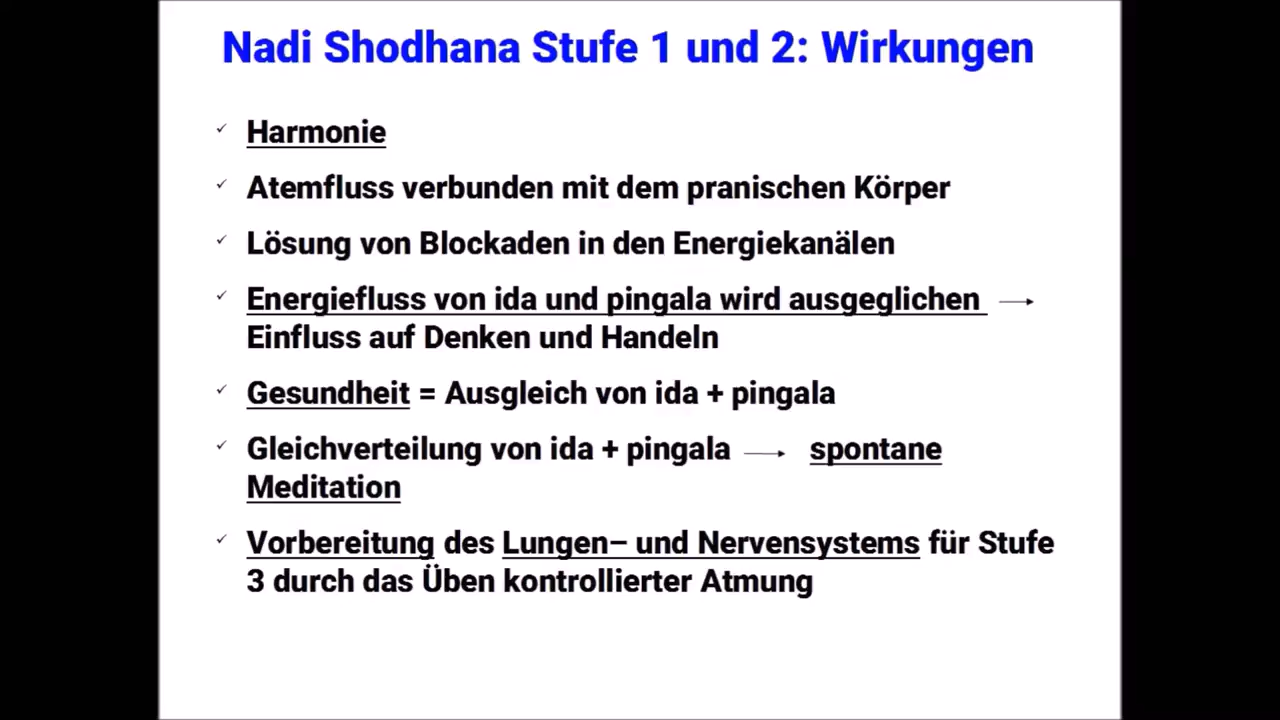 Nadi Shodhana Stufe 1 und 2: Wirkungen
✓ Harmonie
✓ Atemfluss verbunden mit dem pranischen Körper
✓ Lösung von Blockaden in den Energiekanälen
✓ Energiefluss von ida und pingala wird ausgeglichen →
Einfluss auf Denken und Handeln
✓ Gesundheit = Ausgleich von ida + pingala
✓ Gleichverteilung von ida + pingala → spontane
Meditation
✓ Vorbereitung des Lungen– und Nervensystems für Stufe
3 durch das Üben kontrollierter Atmung